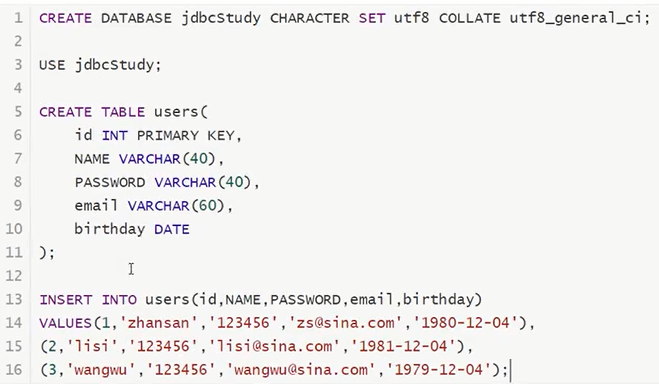 1 CREATE DATABASE jdbcStudy CHARACTER SET utf8 COLLATE utf8_general_ci;
2
3 USE jdbcStudy;
4
5 CREATE TABLE users(
6     id INT PRIMARY KEY,
7     NAME VARCHAR(40),
8     PASSWORD VARCHAR(40),
9     email VARCHAR(60),
10     birthday DATE
11 );
12
13 INSERT INTO users(id,NAME,PASSWORD,email,birthday)
14 VALUES(1,'zhansan','123456','zs@sina.com','1980-12-04'),
15 (2,'lisi','123456','lisi@sina.com','1981-12-04'),
16 (3,'wangwu','123456','wangwu@sina.com','1979-12-04');